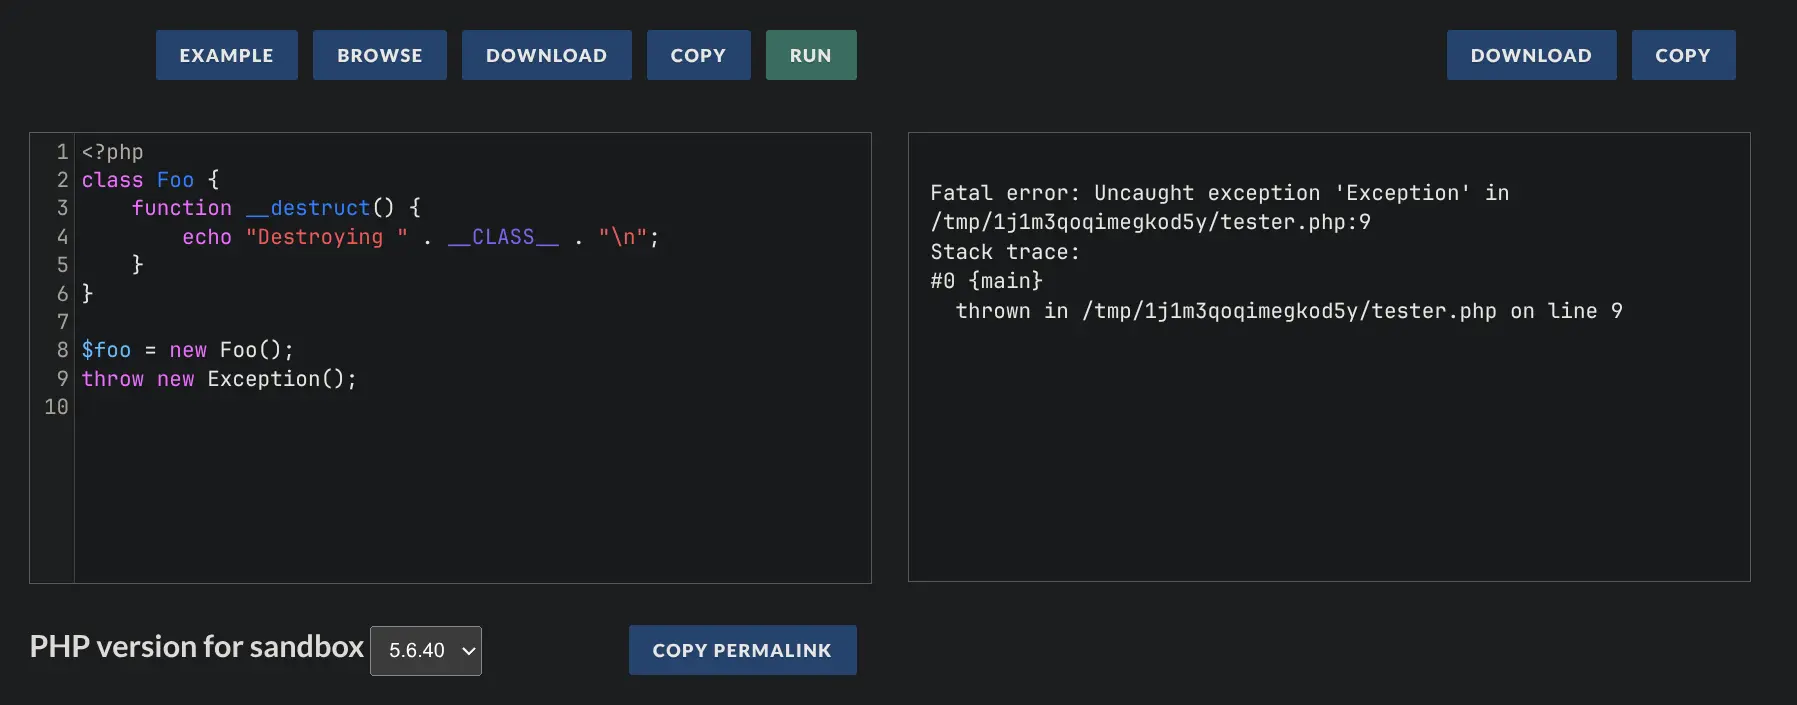 EXAMPLE BROWSE DOWNLOAD COPY RUN
DOWNLOAD COPY
1 <?php
2 class Foo {
3     function __destruct() {
4         echo "Destroying " . __CLASS__ . "\n";
5     }
6 }
7
8 $foo = new Foo();
9 throw new Exception();
10
Fatal error: Uncaught exception 'Exception' in
/tmp/1j1m3qoqimegkod5y/tester.php:9
Stack trace:
#0 {main}
  thrown in /tmp/1j1m3qoqimegkod5y/tester.php on line 9
PHP version for sandbox 5.6.40
COPY PERMALINK